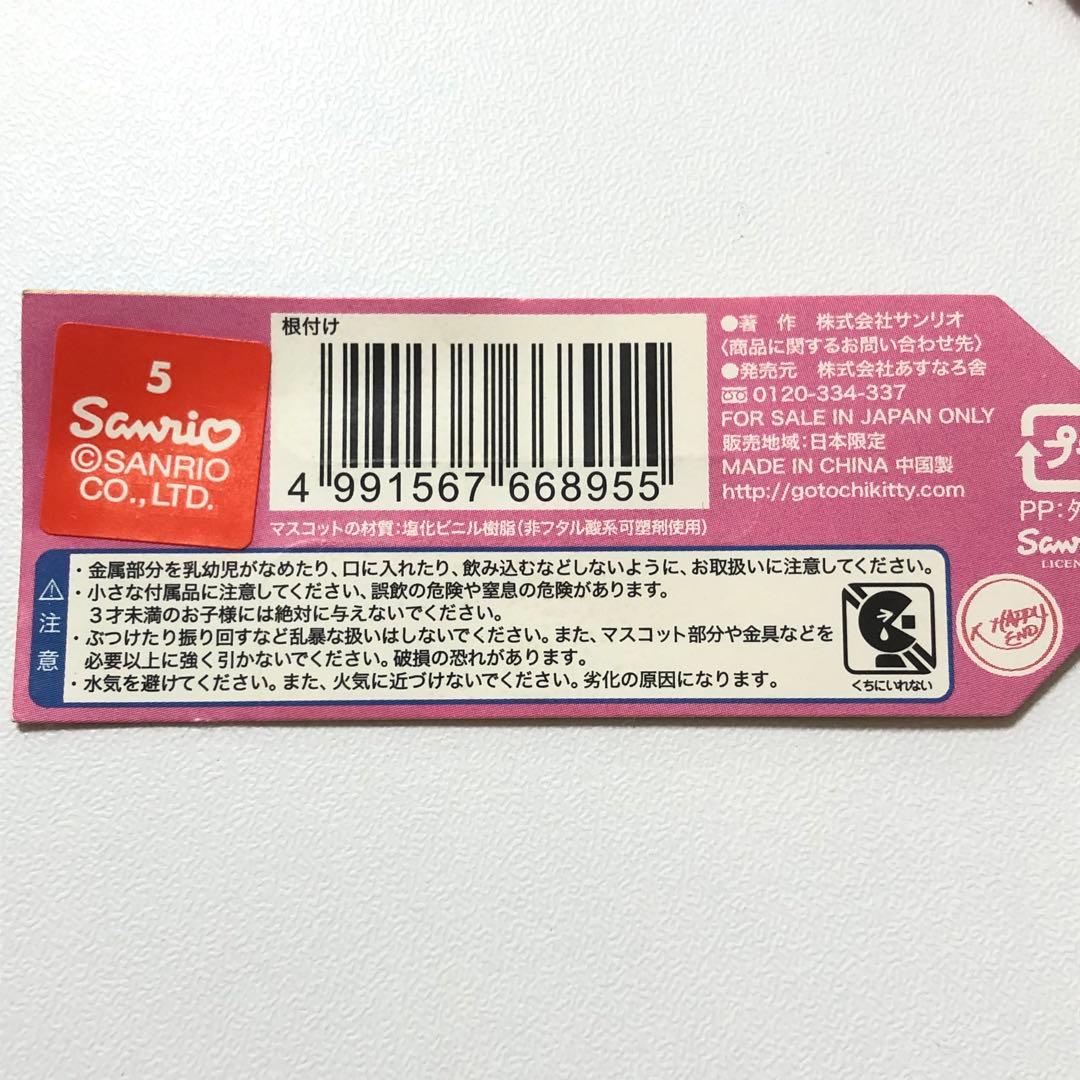 5
Sanrio
©SANRIO
CO.,LTD.
根付け
4 991567 668955
マスコットの材質:塩化ビニル樹脂(非フタル酸系可塑剤使用)
●著 作 株式会社サンリオ
〈商品に関するお問い合わせ先〉
●発売元 株式会社あすなろ舎
0120-334-337
FOR SALE IN JAPAN ONLY
販売地域:日本限定
MADE IN CHINA 中国製
http://gotochikitty.com
プ
PP:外
San
LICEN
HAPPY
END
注意
・金属部分を乳幼児がなめたり、口に入れたり、飲み込むなどしないように、お取扱いに注意してください。
・小さな付属品に注意してください、誤飲の危険や窒息の危険があります。
3才未満のお子様には絶対に与えないでください。
・ぶつけたり振り回すなど乱暴な扱いはしないでください。また、マスコット部分や金具などを
必要以上に強く引かないでください。破損の恐れがあります。
・水気を避けてください。また、火気に近づけないでください。劣化の原因になります。
くちにいれない